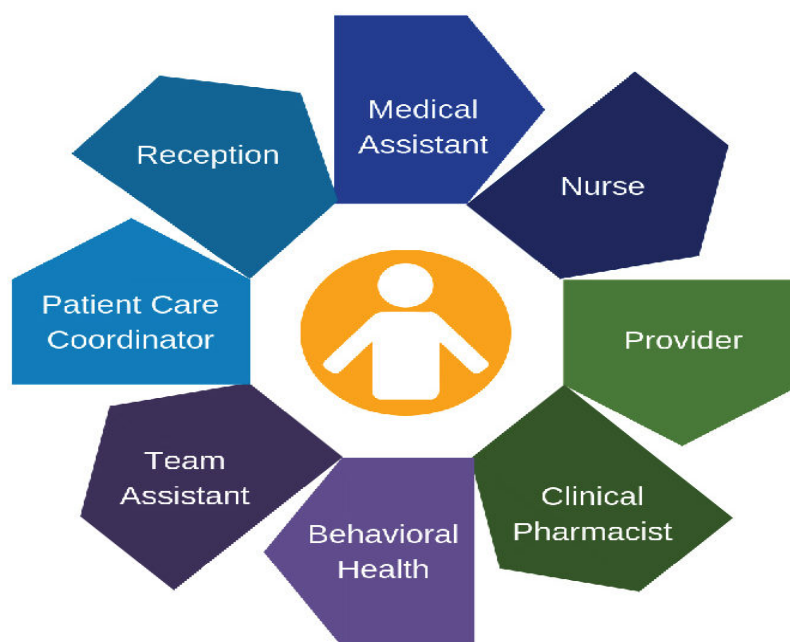 Medical
Assistant
Nurse
Provider
Clinical
Pharmacist
Behavioral
Health
Team
Assistant
Patient Care
Coordinator
Reception